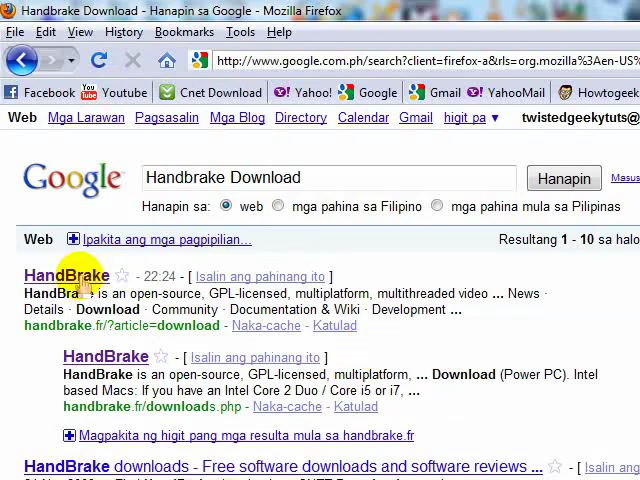 Handbrake Download - Hanapin sa Google - Mozilla Firefox
File Edit View History Bookmarks Tools Help
http://www.google.com.ph/search?client=firefox-a&rls=org.mozilla%3Aen-US%
Facebook Youtube Cnet Download Yahoo! Google Gmail YahooMail Howtogeek
Web Mga Larawan Pagsasalin Mga Blog Directory Calendar Gmail higit pa ▼ twistedgeekytuts@
Google Handbrake Download Hanapin Masus
Hanapin sa: web mga pahina sa Filipino mga pahina mula sa Pilipinas
Web Ipakita ang mga pagpipilian... Resultang 1 - 10 sa halo
HandBrake - 22:24 - [ Isalin ang pahinang ito ]
HandBrake is an open-source, GPL-licensed, multiplatform, multithreaded video ... News ·
Details · Download · Community · Documentation & Wiki · Development ...
handbrake.fr/?article=download - Naka-cache - Katulad
HandBrake - [ Isalin ang pahinang ito ]
HandBrake is an open-source, GPL-licensed, multiplatform, ... Download (Power PC). Intel
based Macs: If you have an Intel Core 2 Duo / Core i5 or i7, ...
handbrake.fr/downloads.php - Naka-cache - Katulad
Magpakita ng higit pang mga resulta mula sa handbrake.fr
HandBrake downloads - Free software downloads and software reviews ... - [ Isalin